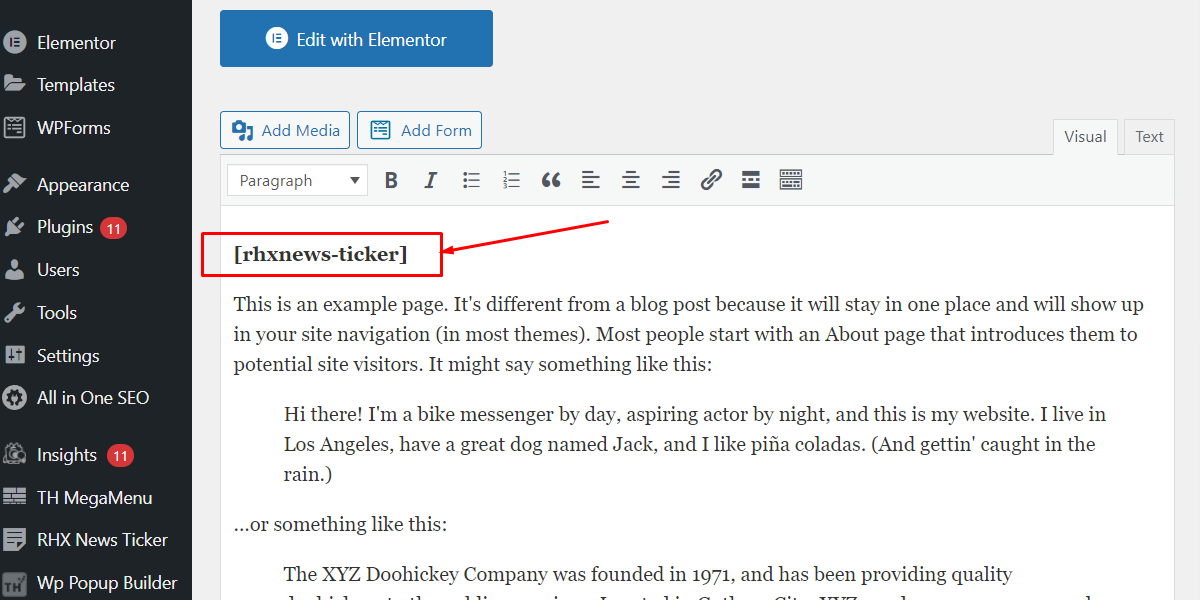 Elementor
Templates
WPForms
Appearance
Plugins 11
Users
Tools
Settings
All in One SEO
Insights 11
TH MegaMenu
RHX News Ticker
Wp Popup Builder
Edit with Elementor
Add Media
Add Form
Visual
Text
Paragraph
[rhxnews-ticker]
This is an example page. It's different from a blog post because it will stay in one place and will show up
in your site navigation (in most themes). Most people start with an About page that introduces them to
potential site visitors. It might say something like this:
Hi there! I'm a bike messenger by day, aspiring actor by night, and this is my website. I live in
Los Angeles, have a great dog named Jack, and I like piña coladas. (And gettin' caught in the
rain.)
...or something like this:
The XYZ Doohickey Company was founded in 1971, and has been providing quality